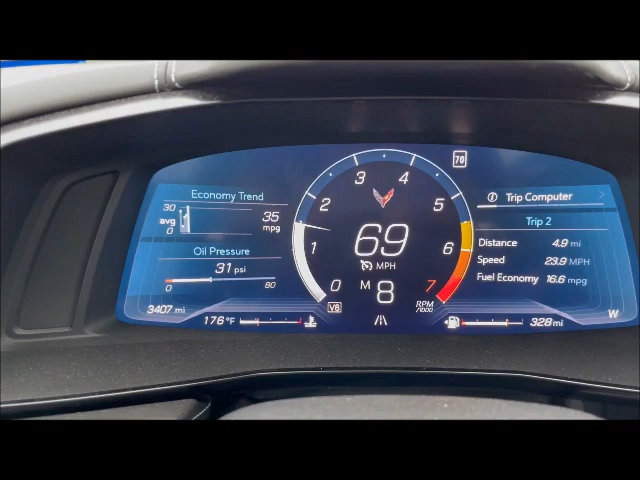 70
Economy Trend
30
avg
0
35
mpg
Oil Pressure
31 psi
0 80
3407 mi
176 °F
0
1
2
3
4
5
6
7
69
MPH
M 8
V8
RPM
/1000
Trip Computer
Trip 2
Distance 4.9 mi
Speed 23.9 MPH
Fuel Economy 16.6 mpg
328 mi
W